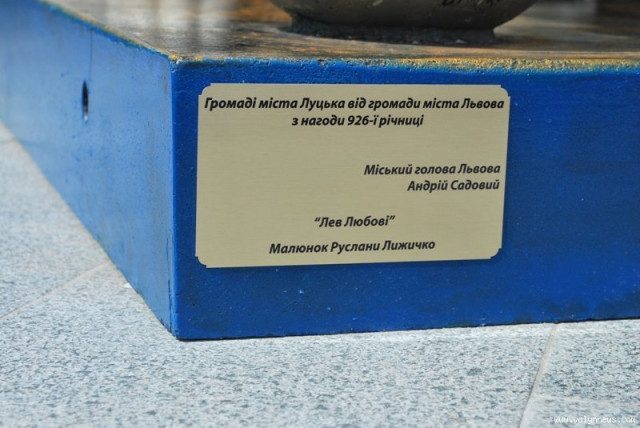 Громаді міста Луцька від громади міста Львова
з нагоди 926-ї річниці
Міський голова Львова
Андрій Садовий
“Лев Любові”
Малюнок Руслани Лижичко